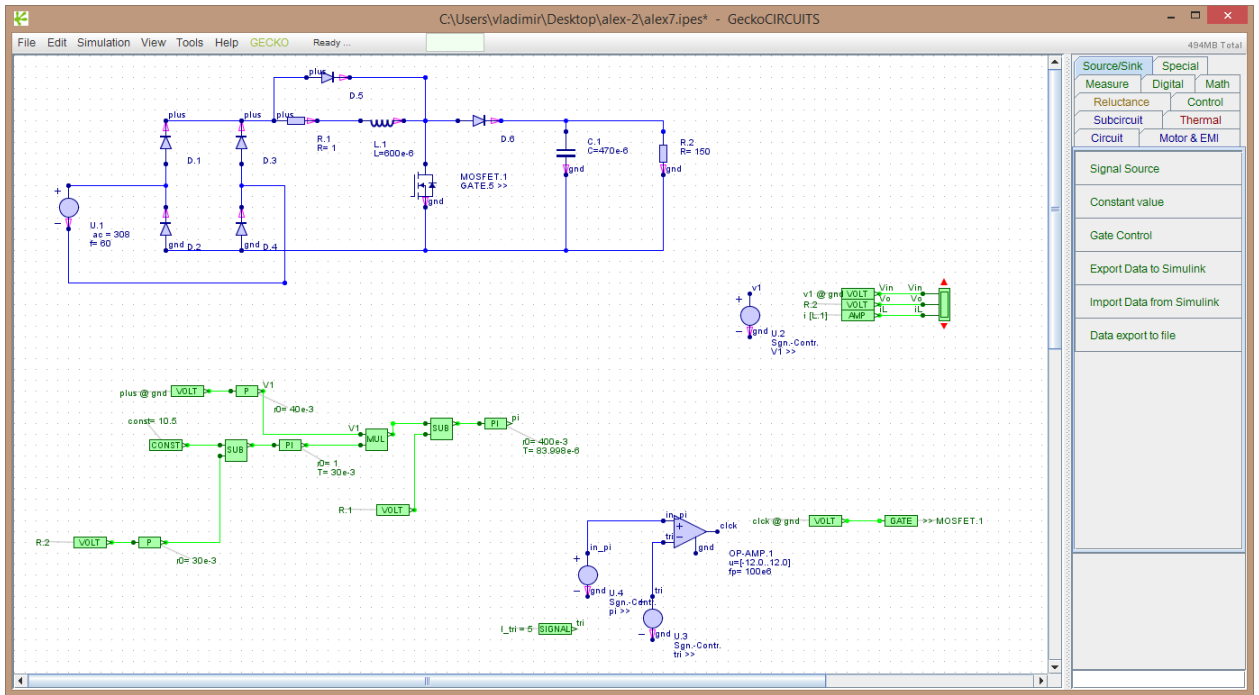 C:\Users\vladimir\Desktop\alex-2\alex7.ipes* - GeckoCIRCUITS
File Edit Simulation View Tools Help GECKO Ready ...
494MB Total
Source/Sink Special
Measure Digital Math
Reluctance Control
Subcircuit Thermal
Circuit Motor & EMI
Signal Source
Constant value
Gate Control
Export Data to Simulink
Import Data from Simulink
Data export to file
plus
D.5
plus plus plus
D.1 D.3
R.1
R= 1
L.1
L=600e-6
D.6
C.1
C=470e-6
gnd
R.2
R= 150
gnd
MOSFET.1
GATE.5 >>
gnd
+
−
U.1
ac = 308
f= 60
gnd D.2
gnd D.4
v1
+
−
gnd U.2
Sgn.-Contr.
V1 >>
v1 @ gnd VOLT Vin Vin
R.2 VOLT Vo Vo
i [L.1] AMP iL iL
plus @ gnd VOLT P V1
r0= 40e-3
const= 10.5
CONST SUB PI V1 MUL SUB PI pi
r0= 1
T= 30e-3
r0= 400e-3
T= 83.998e-6
R.1 VOLT
R.2 VOLT P
r0= 30e-3
in_pi
+
tri −
clck
gnd
OP-AMP.1
u=[-12.0..12.0]
fp= 100e6
clck @ gnd VOLT GATE >> MOSFET.1
in_pi
+
−
gnd U.4
Sgn.-Contr.
pi >>
tri
−
gnd U.3
Sgn.-Contr.
tri >>
I_tri = 5 SIGNAL tri